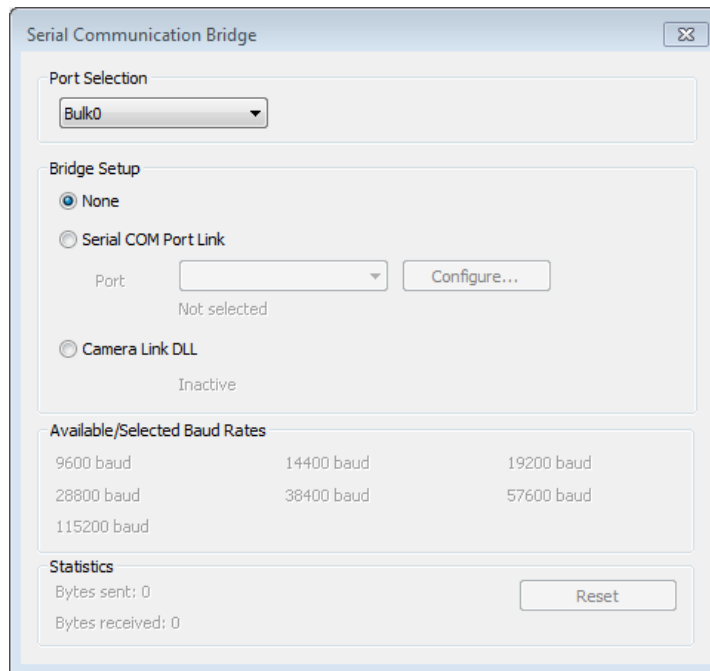 Serial Communication Bridge
Port Selection
Bulk0
Bridge Setup
None
Serial COM Port Link
Port
Configure...
Not selected
Camera Link DLL
Inactive
Available/Selected Baud Rates
9600 baud 14400 baud 19200 baud
28800 baud 38400 baud 57600 baud
115200 baud
Statistics
Bytes sent: 0
Reset
Bytes received: 0